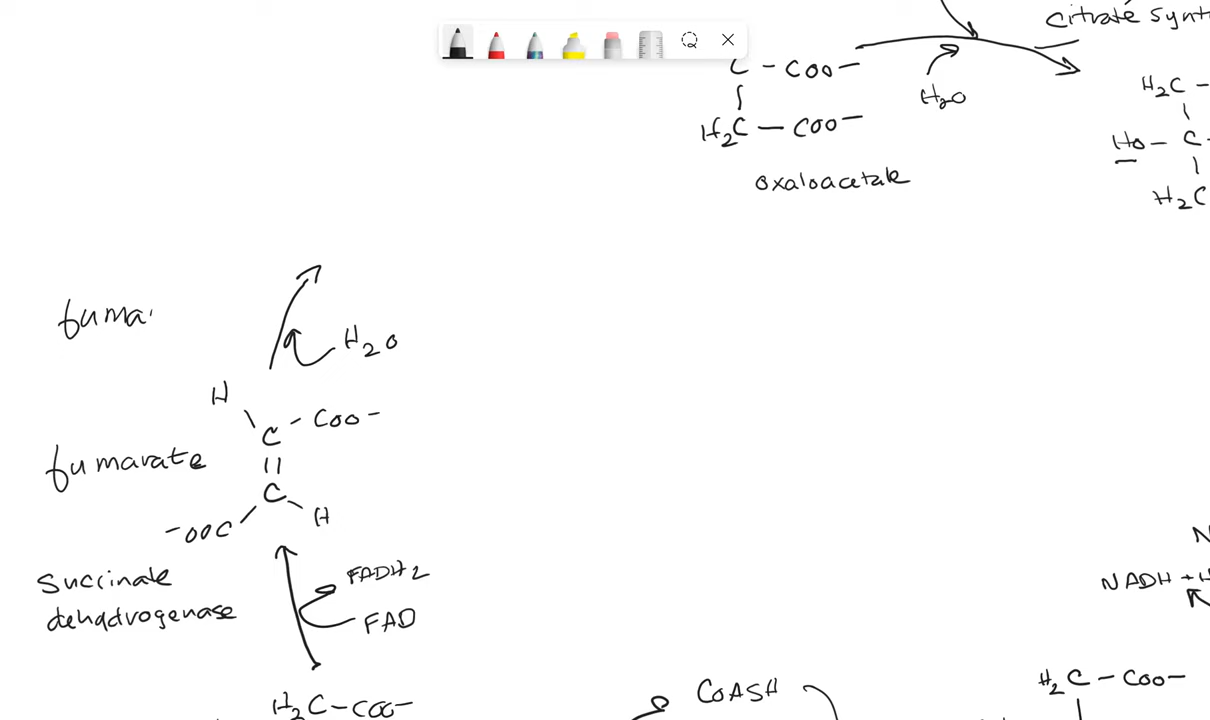 citrate synt
C - COO-
H2O
H2C -
H2C - COO-
HO - C -
oxaloacetate
H2C
fuma
H2O
H
C - COO-
fumarate
C
-OOC
H
N
succinate
FADH2
NADH + H
dehydrogenase
FAD
H2C - COO-
CoASH
H2C - COO-